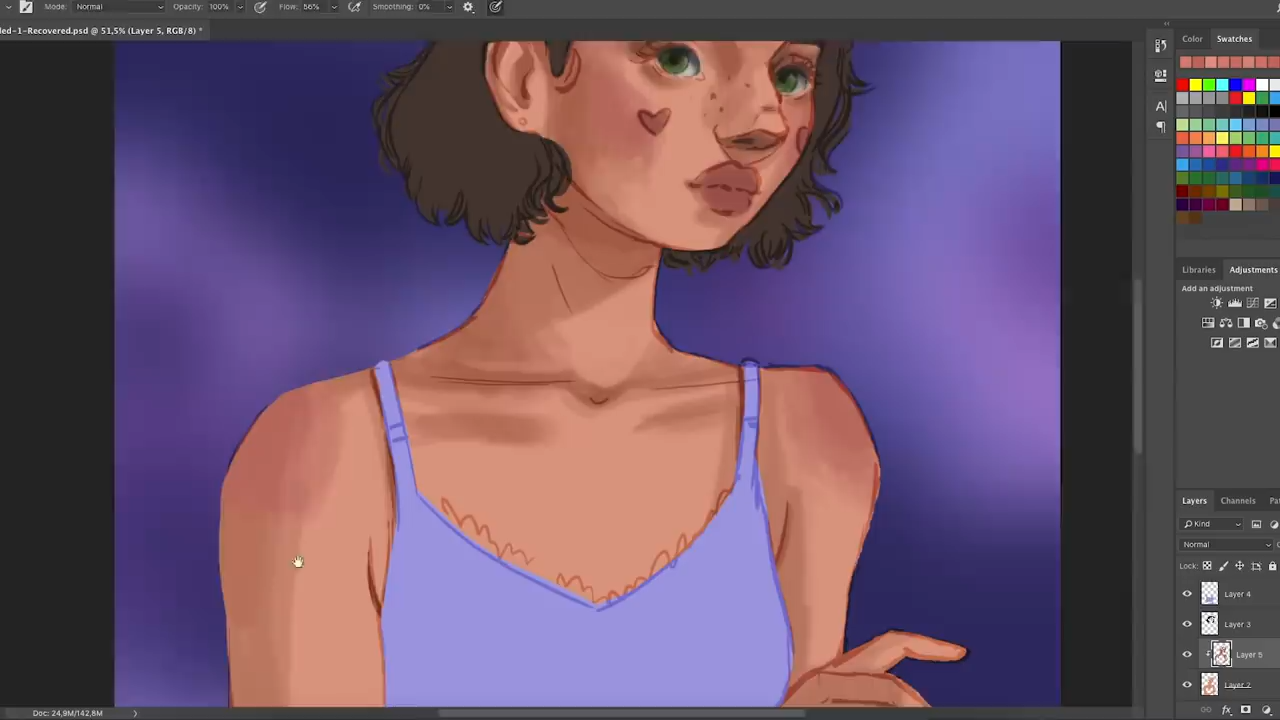 Mode: Normal Opacity: 100% Flow: 56% Smoothing: 0%
led-1-Recovered.psd @ 51,5% (Layer 5, RGB/8) *
Color Swatches
Libraries Adjustments
Add an adjustment
Layers Channels Pa
Kind
Normal
Lock:
Layer 4
Layer 3
Layer 5
Layer 2
Doc: 24,9M/142,8M